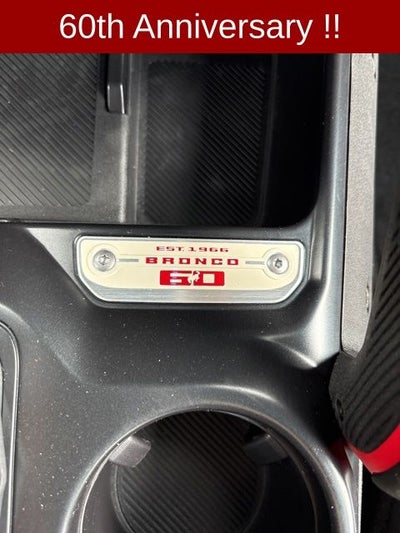 60th Anniversary !!
EST. 1966
BRONCO
60